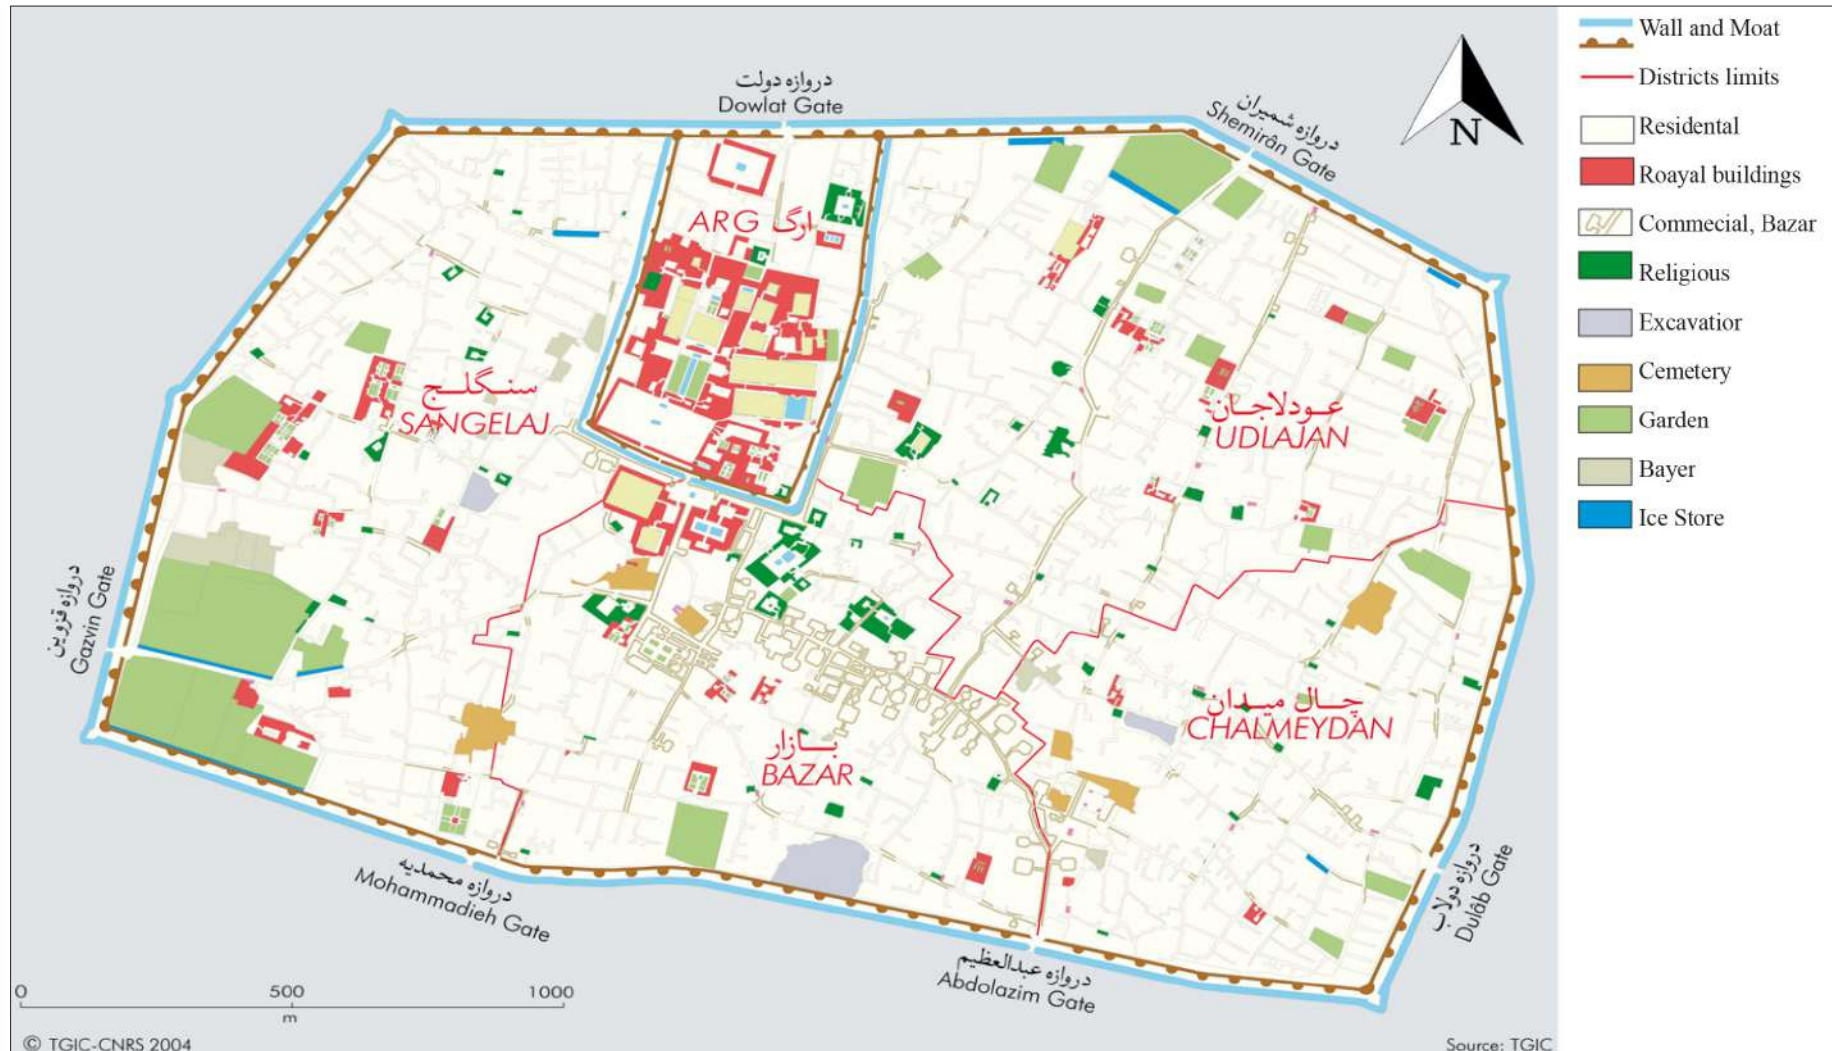 دروازه دولت
Dowlat Gate
دروازه شمیران
Shemirân Gate
N
ARG ارگ
سنگلج
SANGELAJ
عودلاجان
UDLAJAN
دروازه قزوین
Gazvin Gate
چال میدان
CHALMEYDAN
بازار
BAZAR
دروازه محمدیه
Mohammadieh Gate
دروازه عبدالعظیم
Abdolazim Gate
دروازه دولاب
Dulâb Gate
0 500 1000
m
© TGIC-CNRS 2004
Source: TGIC
Wall and Moat
Districts limits
Residental
Roayal buildings
Commecial, Bazar
Religious
Excavatior
Cemetery
Garden
Bayer
Ice Store